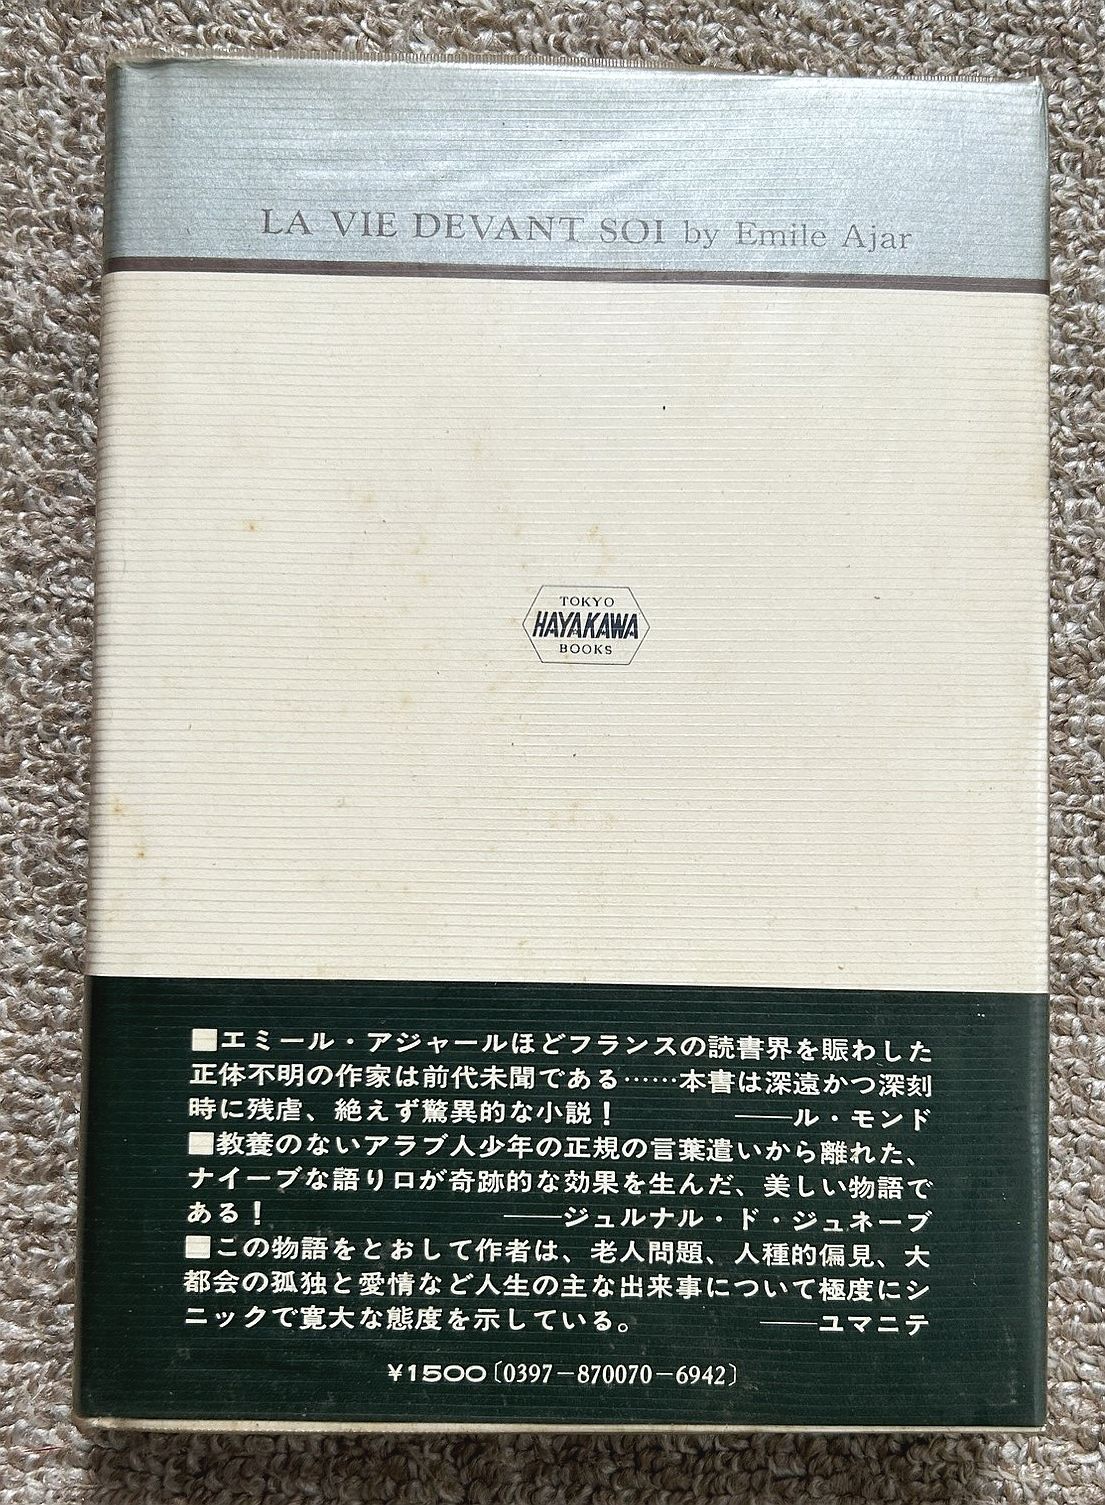 LA VIE DEVANT SOI by Emile Ajar
TOKYO
HAYAKAWA
BOOKS
■エミール・アジャールほどフランスの読書界を賑わした
正体不明の作家は前代未聞である……本書は深遠かつ深刻
時に残虐、絶えず驚異的な小説！　――ル・モンド
■教養のないアラブ人少年の正規の言葉遣いから離れた、
ナイーブな語り口が奇跡的な効果を生んだ、美しい物語で
ある！　――ジュルナル・ド・ジュネーブ
■この物語をとおして作者は、老人問題、人種的偏見、大
都会の孤独と愛情など人生の主な出来事について極度にシ
ニックで寛大な態度を示している。　――ユマニテ
¥1500〔0397-870070-6942〕